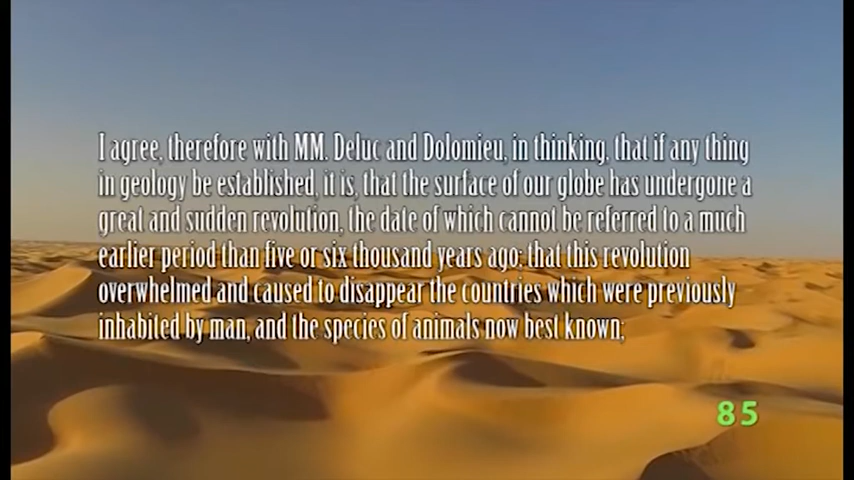 I agree, therefore with MM. Deluc and Dolomieu, in thinking, that if any thing
in geology be established, it is, that the surface of our globe has undergone a
great and sudden revolution, the date of which cannot be referred to a much
earlier period than five or six thousand years ago; that this revolution
overwhelmed and caused to disappear the countries which were previously
inhabited by man, and the species of animals now best known;
85